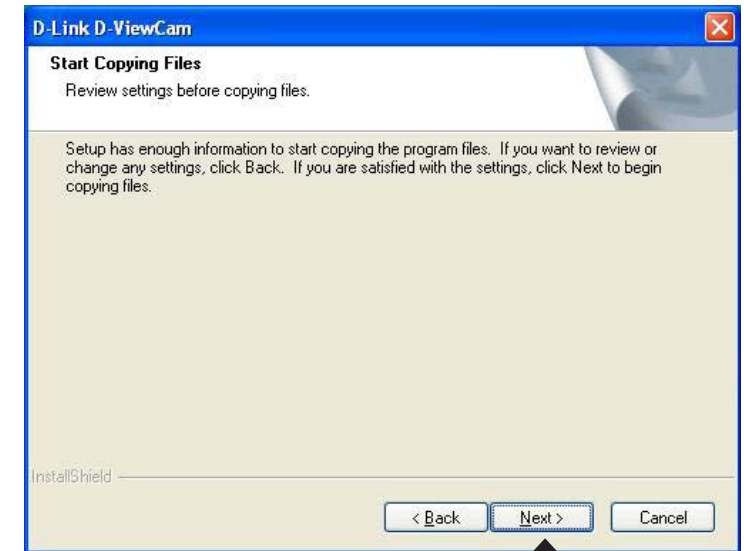 D-Link D-ViewCam
Start Copying Files
Review settings before copying files.
Setup has enough information to start copying the program files. If you want to review or
change any settings, click Back. If you are satisfied with the settings, click Next to begin
copying files.
InstallShield
< Back Next > Cancel